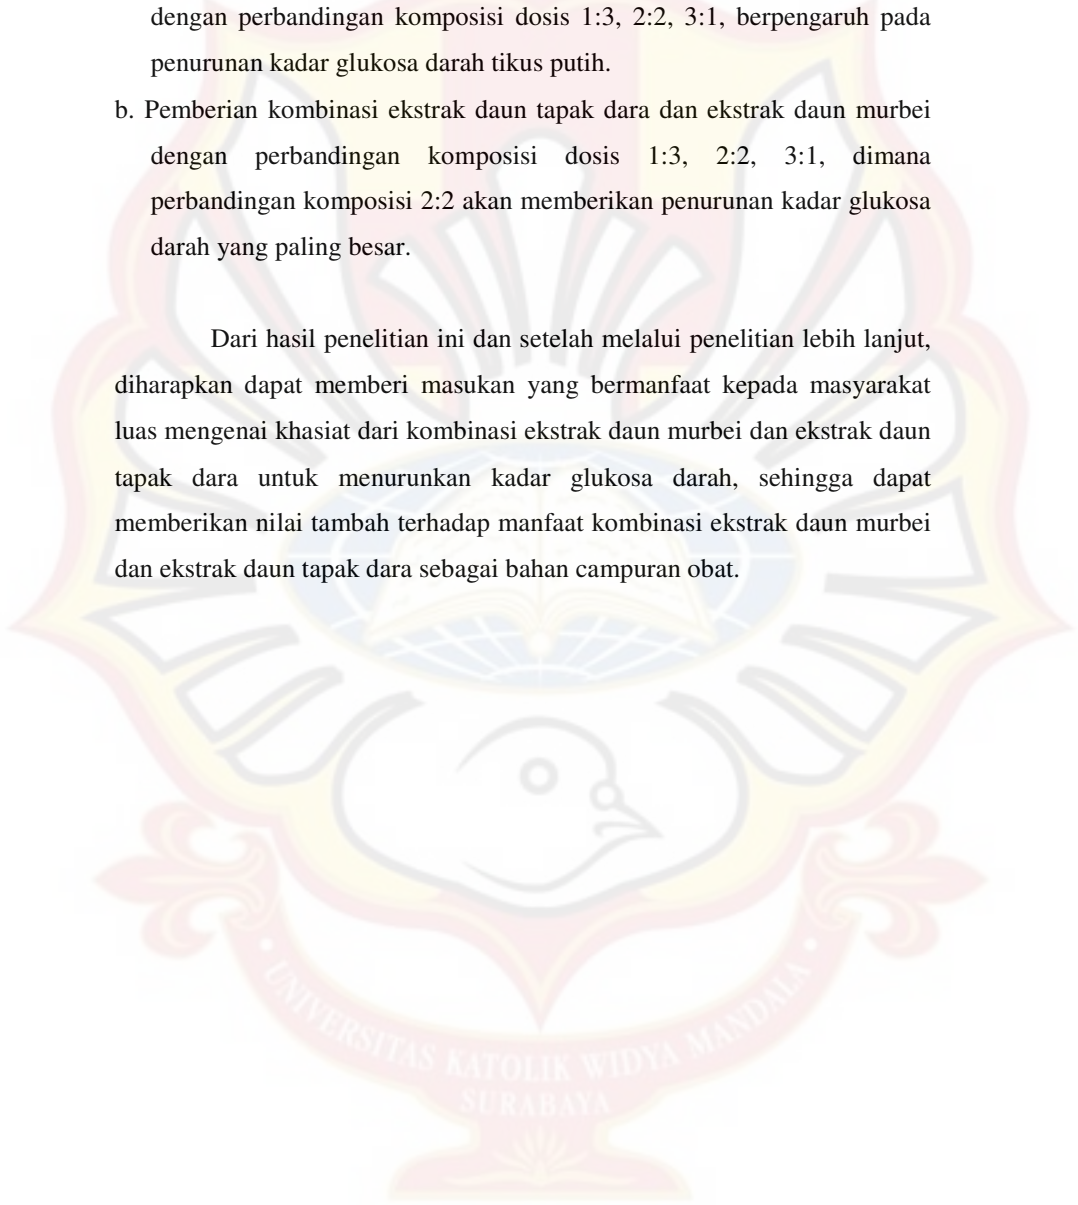 dengan perbandingan komposisi dosis 1:3, 2:2, 3:1, berpengaruh pada
penurunan kadar glukosa darah tikus putih.
b. Pemberian kombinasi ekstrak daun tapak dara dan ekstrak daun murbei
dengan perbandingan komposisi dosis 1:3, 2:2, 3:1, dimana
perbandingan komposisi 2:2 akan memberikan penurunan kadar glukosa
darah yang paling besar.
Dari hasil penelitian ini dan setelah melalui penelitian lebih lanjut,
diharapkan dapat memberi masukan yang bermanfaat kepada masyarakat
luas mengenai khasiat dari kombinasi ekstrak daun murbei dan ekstrak daun
tapak dara untuk menurunkan kadar glukosa darah, sehingga dapat
memberikan nilai tambah terhadap manfaat kombinasi ekstrak daun murbei
dan ekstrak daun tapak dara sebagai bahan campuran obat.
UNIVERSITAS KATOLIK WIDYA MANDALA
SURABAYA